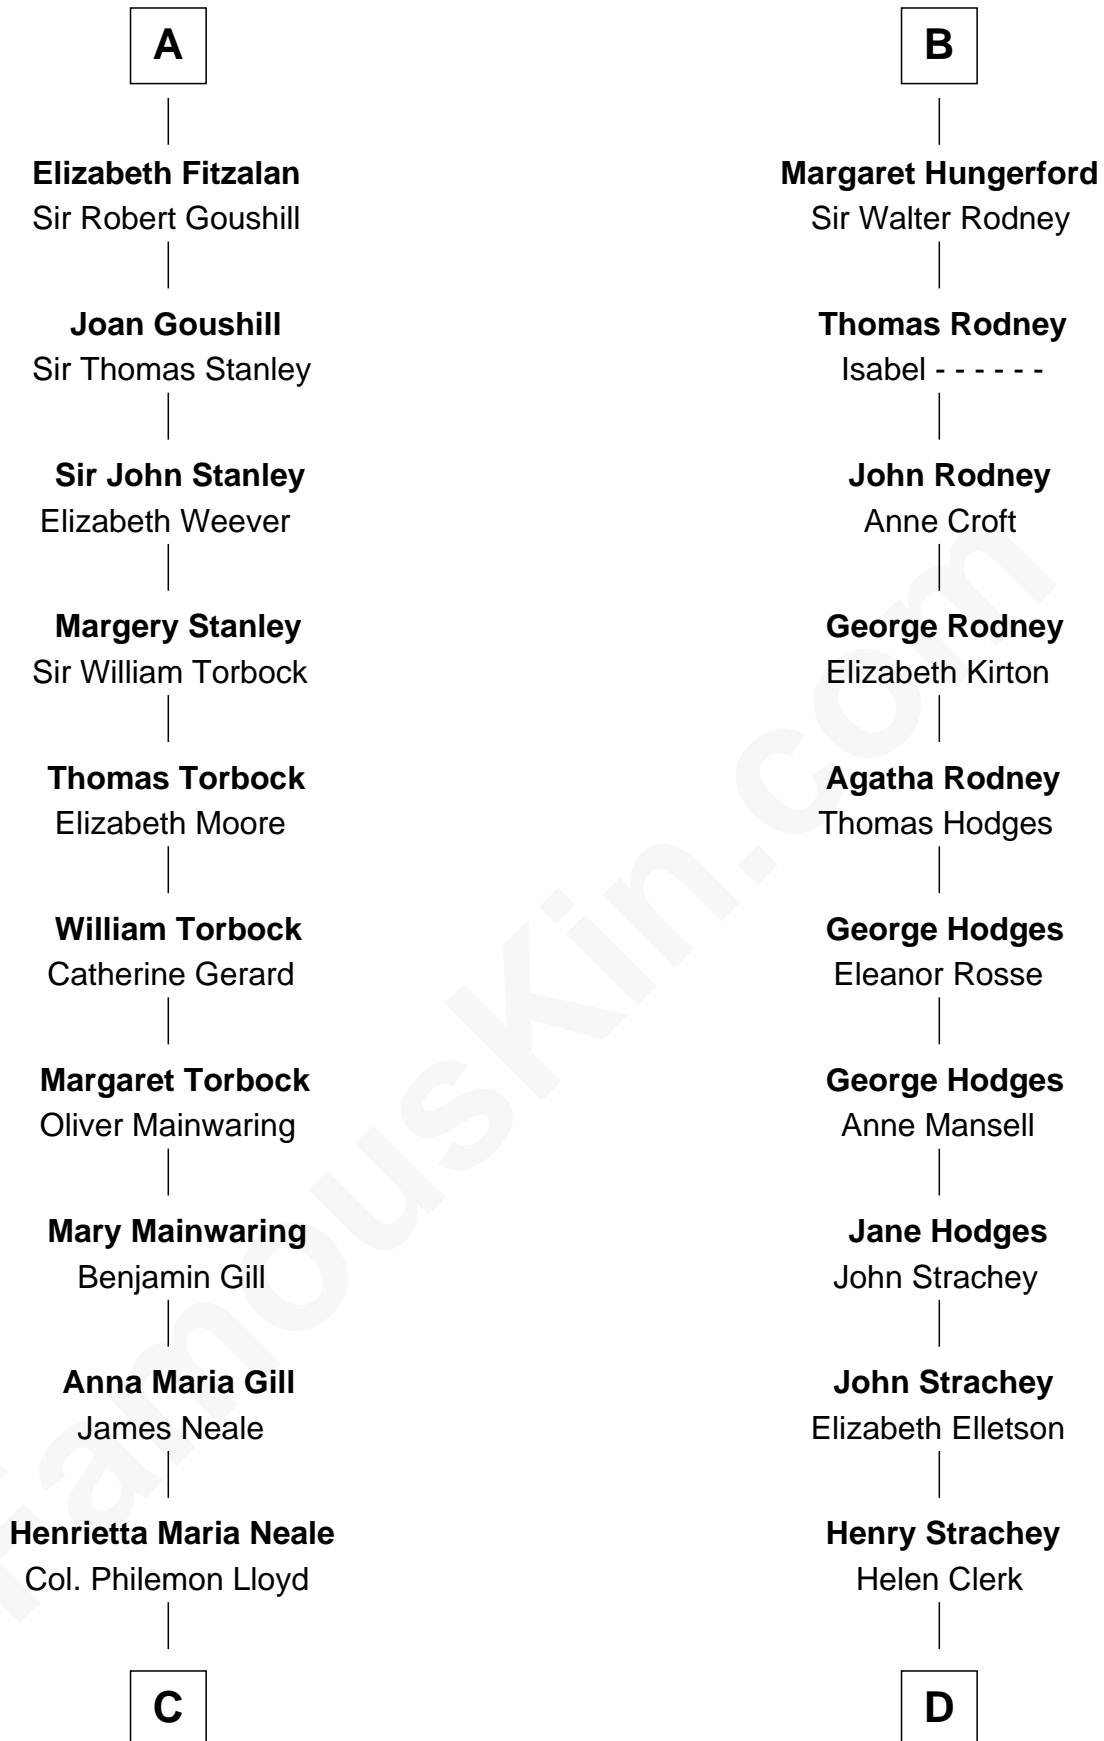 A
Elizabeth Fitzalan
Sir Robert Goushill
Joan Goushill
Sir Thomas Stanley
Sir John Stanley
Elizabeth Weever
Margery Stanley
Sir William Torbock
Thomas Torbock
Elizabeth Moore
William Torbock
Catherine Gerard
Margaret Torbock
Oliver Mainwaring
Mary Mainwaring
Benjamin Gill
Anna Maria Gill
James Neale
Henrietta Maria Neale
Col. Philemon Lloyd
C
B
Margaret Hungerford
Sir Walter Rodney
Thomas Rodney
Isabel - - - - - -
John Rodney
Anne Croft
George Rodney
Elizabeth Kirton
Agatha Rodney
Thomas Hodges
George Hodges
Eleanor Rosse
George Hodges
Anne Mansell
Jane Hodges
John Strachey
John Strachey
Elizabeth Elletson
Henry Strachey
Helen Clerk
D
FamousKin.com